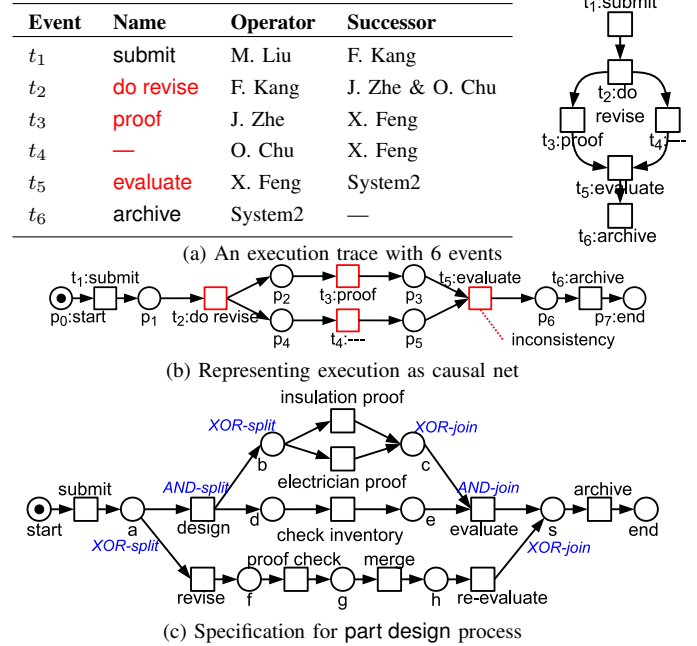 Event Name Operator Successor
t1 submit M. Liu F. Kang
t2 do revise F. Kang J. Zhe & O. Chu
t3 proof J. Zhe X. Feng
t4 — O. Chu X. Feng
t5 evaluate X. Feng System2
t6 archive System2 —
t1:submit
t2:do
revise
t3:proof
t4:---
t5:evaluate
t6:archive
(a) An execution trace with 6 events
t1:submit
t5:evaluate
t6:archive
p2
t3:proof
p3
p0:start
p1
t2:do revise
p6
p7:end
p4
t4:---
p5
inconsistency
(b) Representing execution as causal net
insulation proof
XOR-split
XOR-join
b
c
electrician proof
submit
AND-split
AND-join
archive
start
a
design
d
check inventory
e
evaluate
s
end
XOR-split
XOR-join
proof check
merge
revise
f
g
h
re-evaluate
(c) Specification for part design process